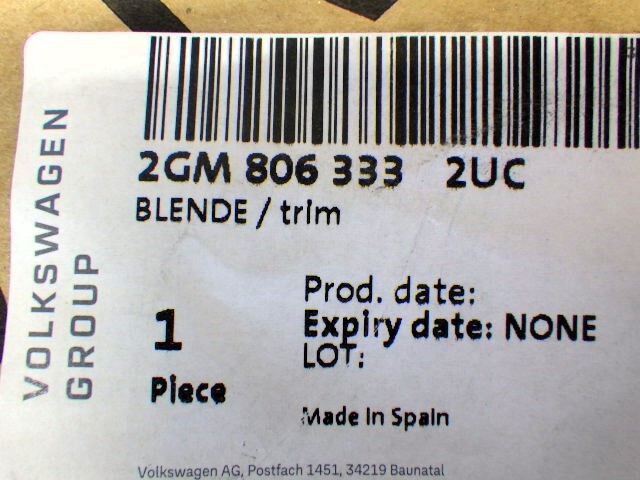 VOLKSWAGEN
GROUP
2GM 806 333 2UC
BLENDE / trim
1
Piece
Prod. date:
Expiry date: NONE
LOT:
Made in Spain
Volkswagen AG, Postfach 1451, 34219 Baunatal